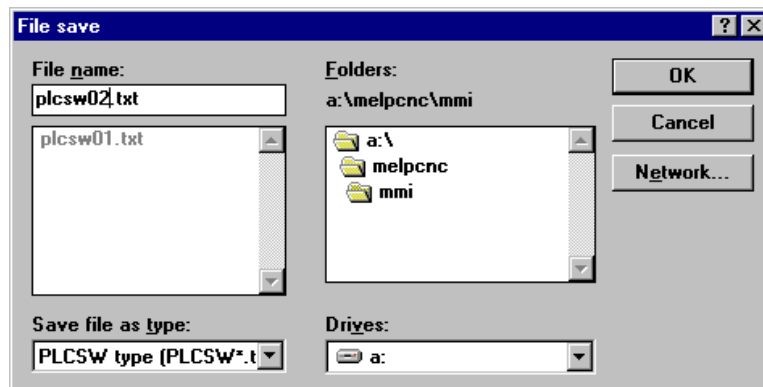 File save
File name:
plcsw02.txt
plcsw01.txt
Save file as type:
PLCSW type (PLCSW*.t
Folders:
a:\melpcnc\mmi
a:\
melpcnc
mmi
Drives:
a:
OK
Cancel
Network...